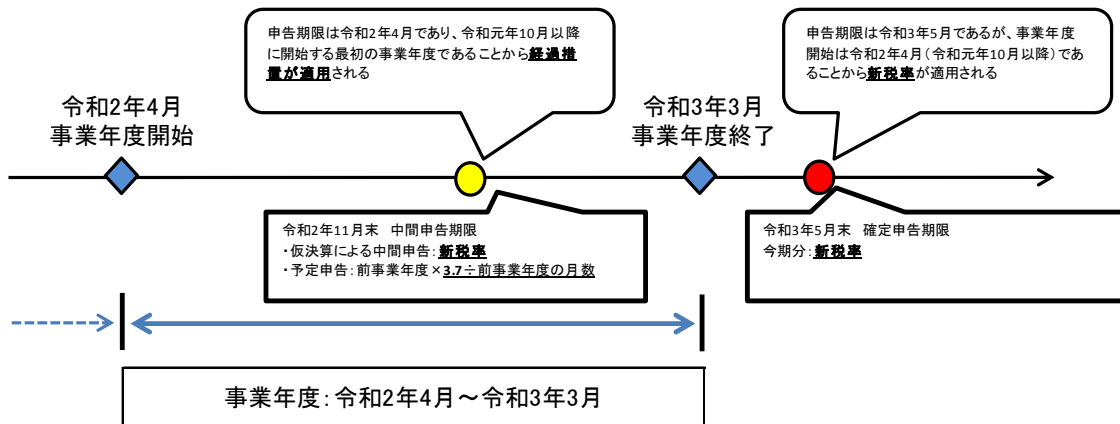 申告期限は令和2年4月であり、令和元年10月以降
に開始する最初の事業年度であることから経過措
置が適用される
申告期限は令和3年5月であるが、事業年度
開始は令和2年4月(令和元年10月以降)であ
ることから新税率が適用される
令和2年4月
事業年度開始
令和3年3月
事業年度終了
令和2年11月末 中間申告期限
・仮決算による中間申告:新税率
・予定申告:前事業年度×3.7÷前事業年度の月数
令和3年5月末 確定申告期限
今期分:新税率
事業年度:令和2年4月~令和3年3月